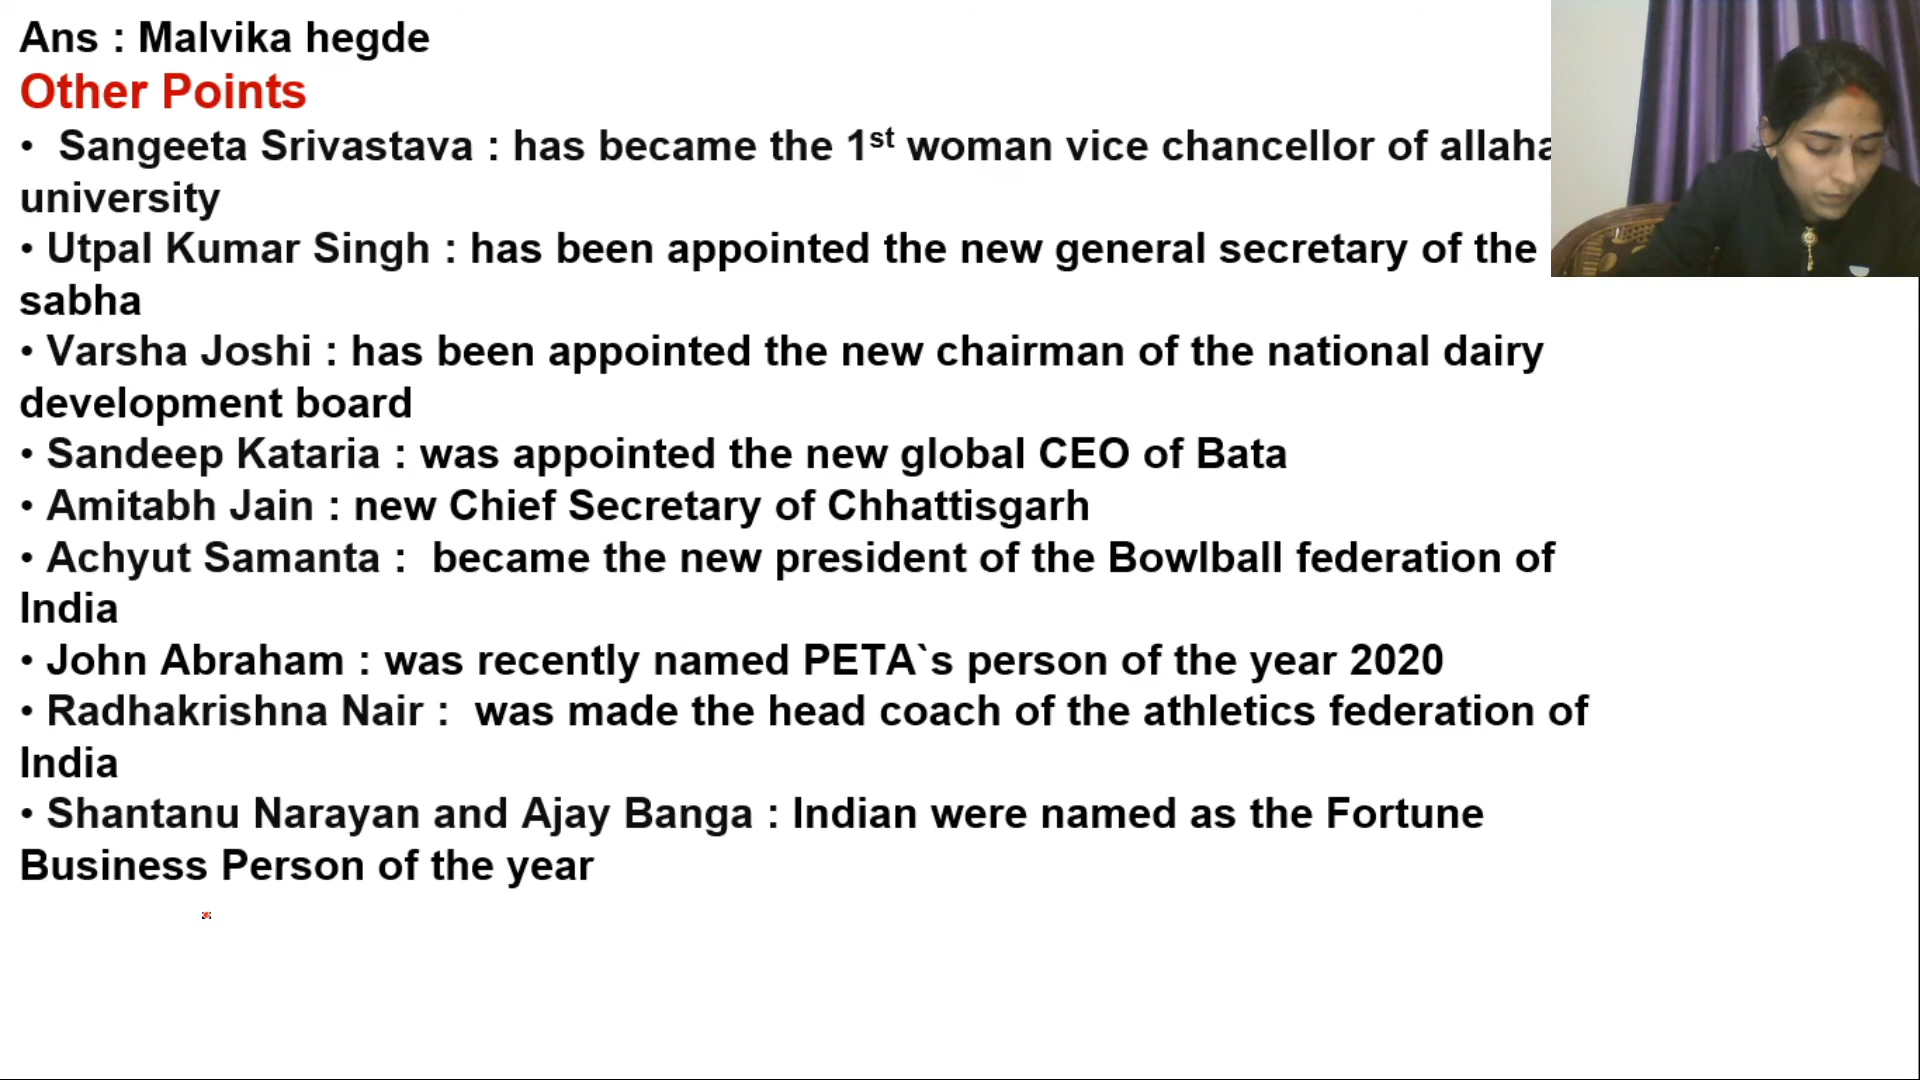 Ans : Malvika hegde
Other Points
• Sangeeta Srivastava : has became the 1st woman vice chancellor of
university
• Utpal Kumar Singh : has been appointed the new general secretary of the
sabha
• Varsha Joshi : has been appointed the new chairman of the national dairy
development board
• Sandeep Kataria : was appointed the new global CEO of Bata
• Amitabh Jain : new Chief Secretary of Chhattisgarh
• Achyut Samanta :  became the new president of the Bowlball federation of
India
• John Abraham : was recently named PETA`s person of the year 2020
• Radhakrishna Nair :  was made the head coach of the athletics federation of
India
• Shantanu Narayan and Ajay Banga : Indian were named as the Fortune
Business Person of the year